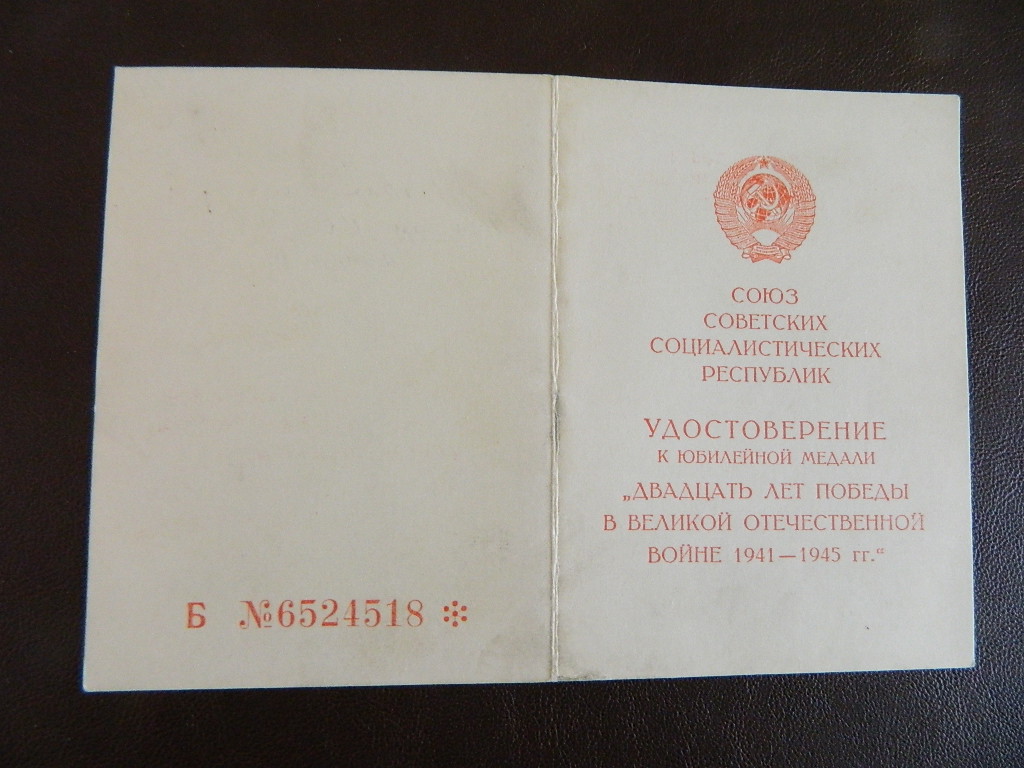 Б №6524518
СОЮЗ
СОВЕТСКИХ
СОЦИАЛИСТИЧЕСКИХ
РЕСПУБЛИК
УДОСТОВЕРЕНИЕ
К ЮБИЛЕЙНОЙ МЕДАЛИ
„ДВАДЦАТЬ ЛЕТ ПОБЕДЫ
В ВЕЛИКОЙ ОТЕЧЕСТВЕННОЙ
ВОЙНЕ 1941—1945 гг.“